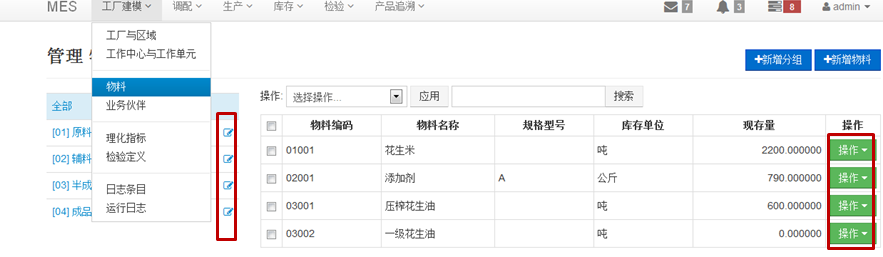 MES 工厂建模 调配 生产 库存 检验 产品追溯 7 3 8 admin
工厂与区域
工作中心与工作单元
管理
+新增分组 +新增物料
物料
业务伙伴
理化指标
检验定义
日志条目
运行日志
全部
[01] 原料
[02] 辅料
[03] 半成
[04] 成品
操作: 选择操作... 应用 搜索
物料编码 物料名称 规格型号 库存单位 现存量 操作
01001 花生米 吨 2200.000000 操作
02001 添加剂 A 公斤 790.000000 操作
03001 压榨花生油 吨 600.000000 操作
03002 一级花生油 吨 0.000000 操作